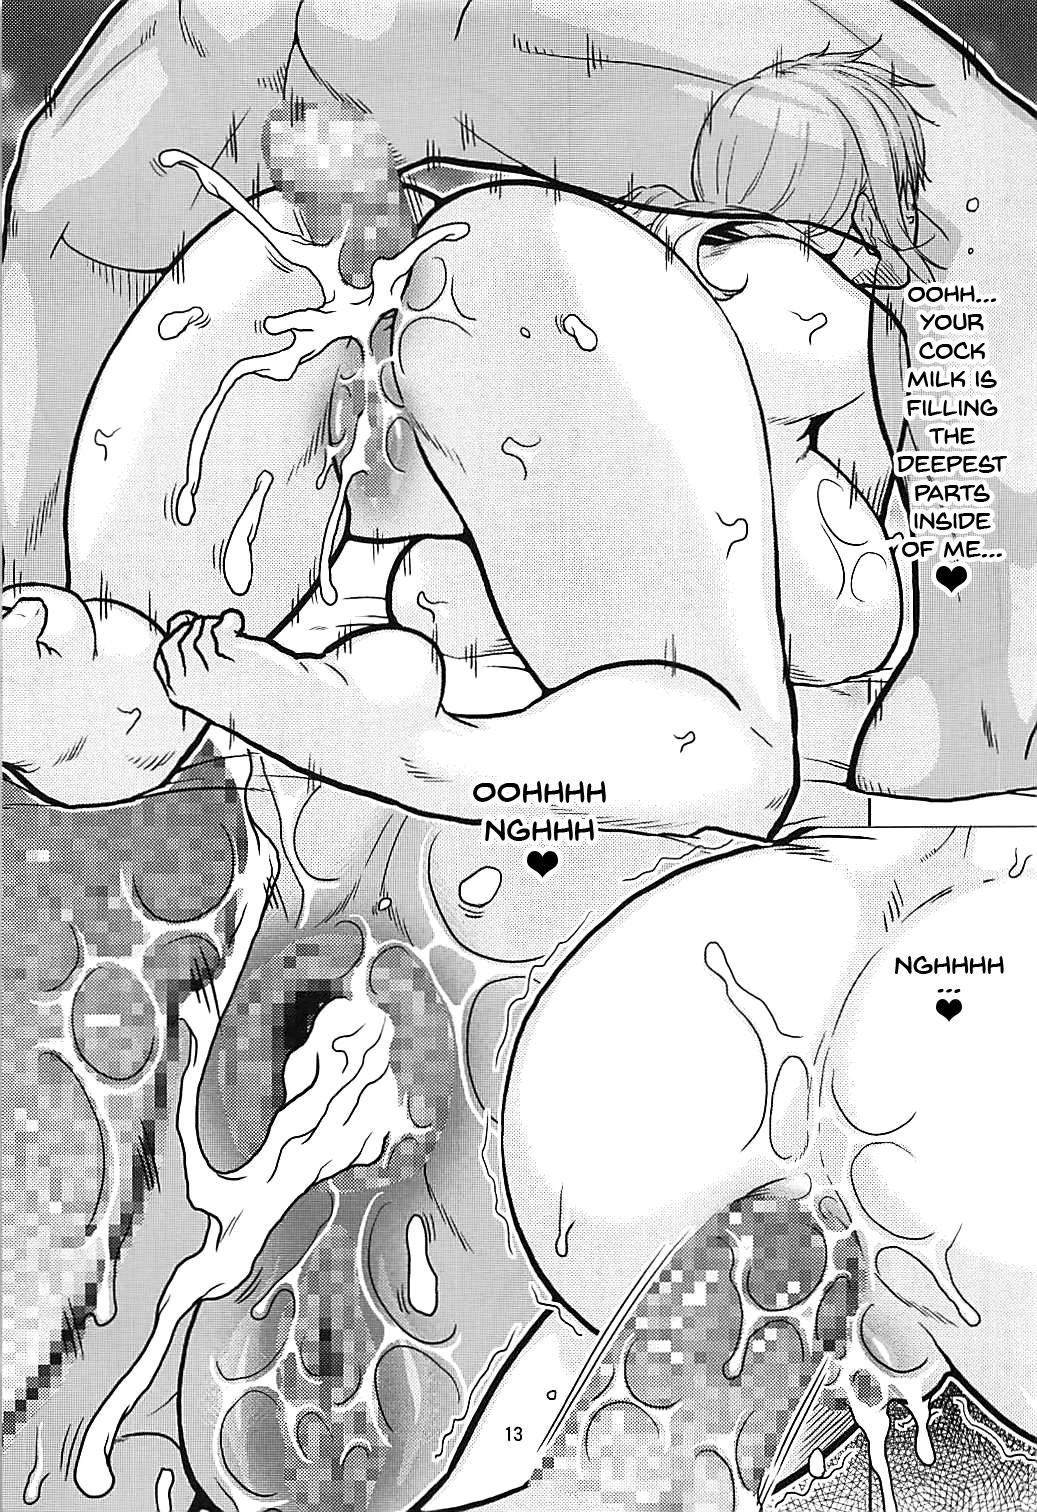 OOHH...
YOUR
COCK
MILK IS
FILLING
THE
DEEPEST
PARTS
INSIDE
OF ME...
♥
OOHHHH
NGHHH
♥
NGHHHH
...
♥
13